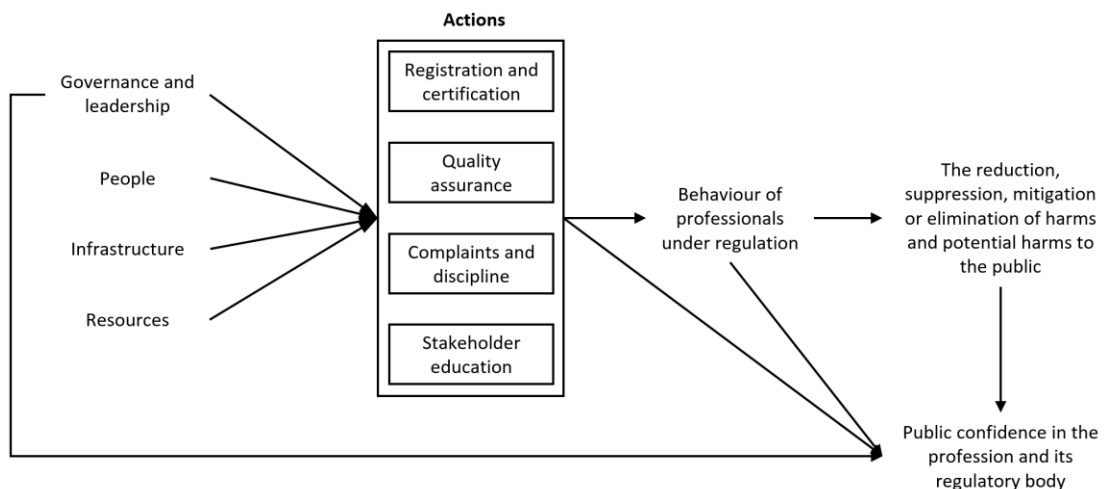 Actions
Governance and
leadership
People
Infrastructure
Resources
Registration and
certification
Quality
assurance
Complaints and
discipline
Stakeholder
education
Behaviour of
professionals
under regulation
The reduction,
suppression, mitigation
or elimination of harms
and potential harms to
the public
Public confidence in the
profession and its
regulatory body